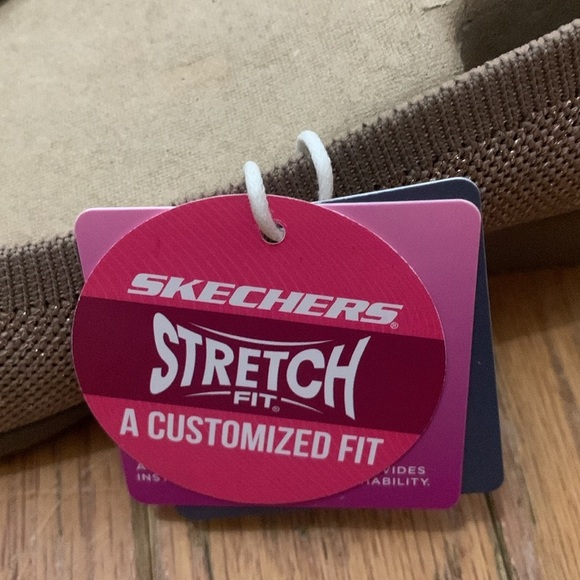 SKECHERS®
STRETCH
FIT®
A CUSTOMIZED FIT